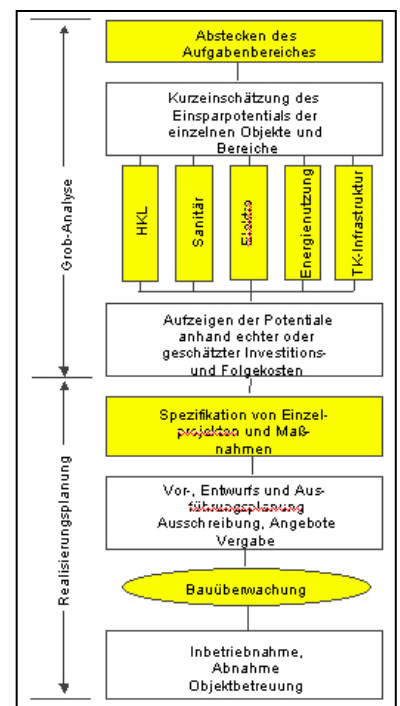 Abstecken des
Aufgabenbereiches
Kurzeinschätzung des
Einsparpotentials der
einzelnen Objekte und
Bereiche
HKL
Sanitär
Elektro
Energienutzung
TK-Infrastruktur
Aufzeigen der Potentiale
anhand echter oder
geschätzter Investitions-
und Folgekosten
Grob-Analyse
Spezifikation von Einzel-
projekten und Maß-
nahmen
Vor-, Entwurfs und Aus-
führungsplanung
Ausschreibung, Angebote
Vergabe
Bauüberwachung
Inbetriebnahme,
Abnahme
Objektbetreuung
Realisierungsplanung